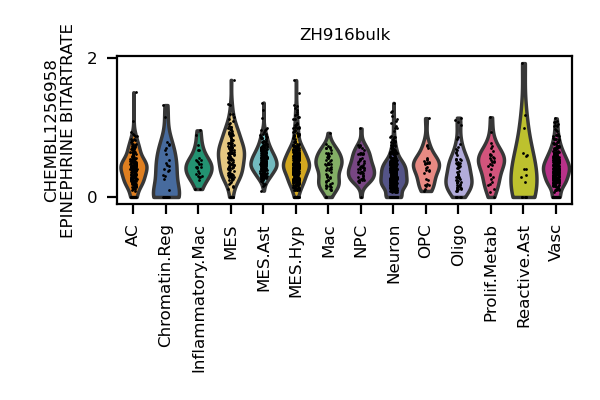 ZH916bulk
CHEMBL1256958
EPINEPHRINE BITARTRATE
2
0
AC
Chromatin.Reg
Inflammatory.Mac
MES
MES.Ast
MES.Hyp
Mac
NPC
Neuron
OPC
Oligo
Prolif.Metab
Reactive.Ast
Vasc